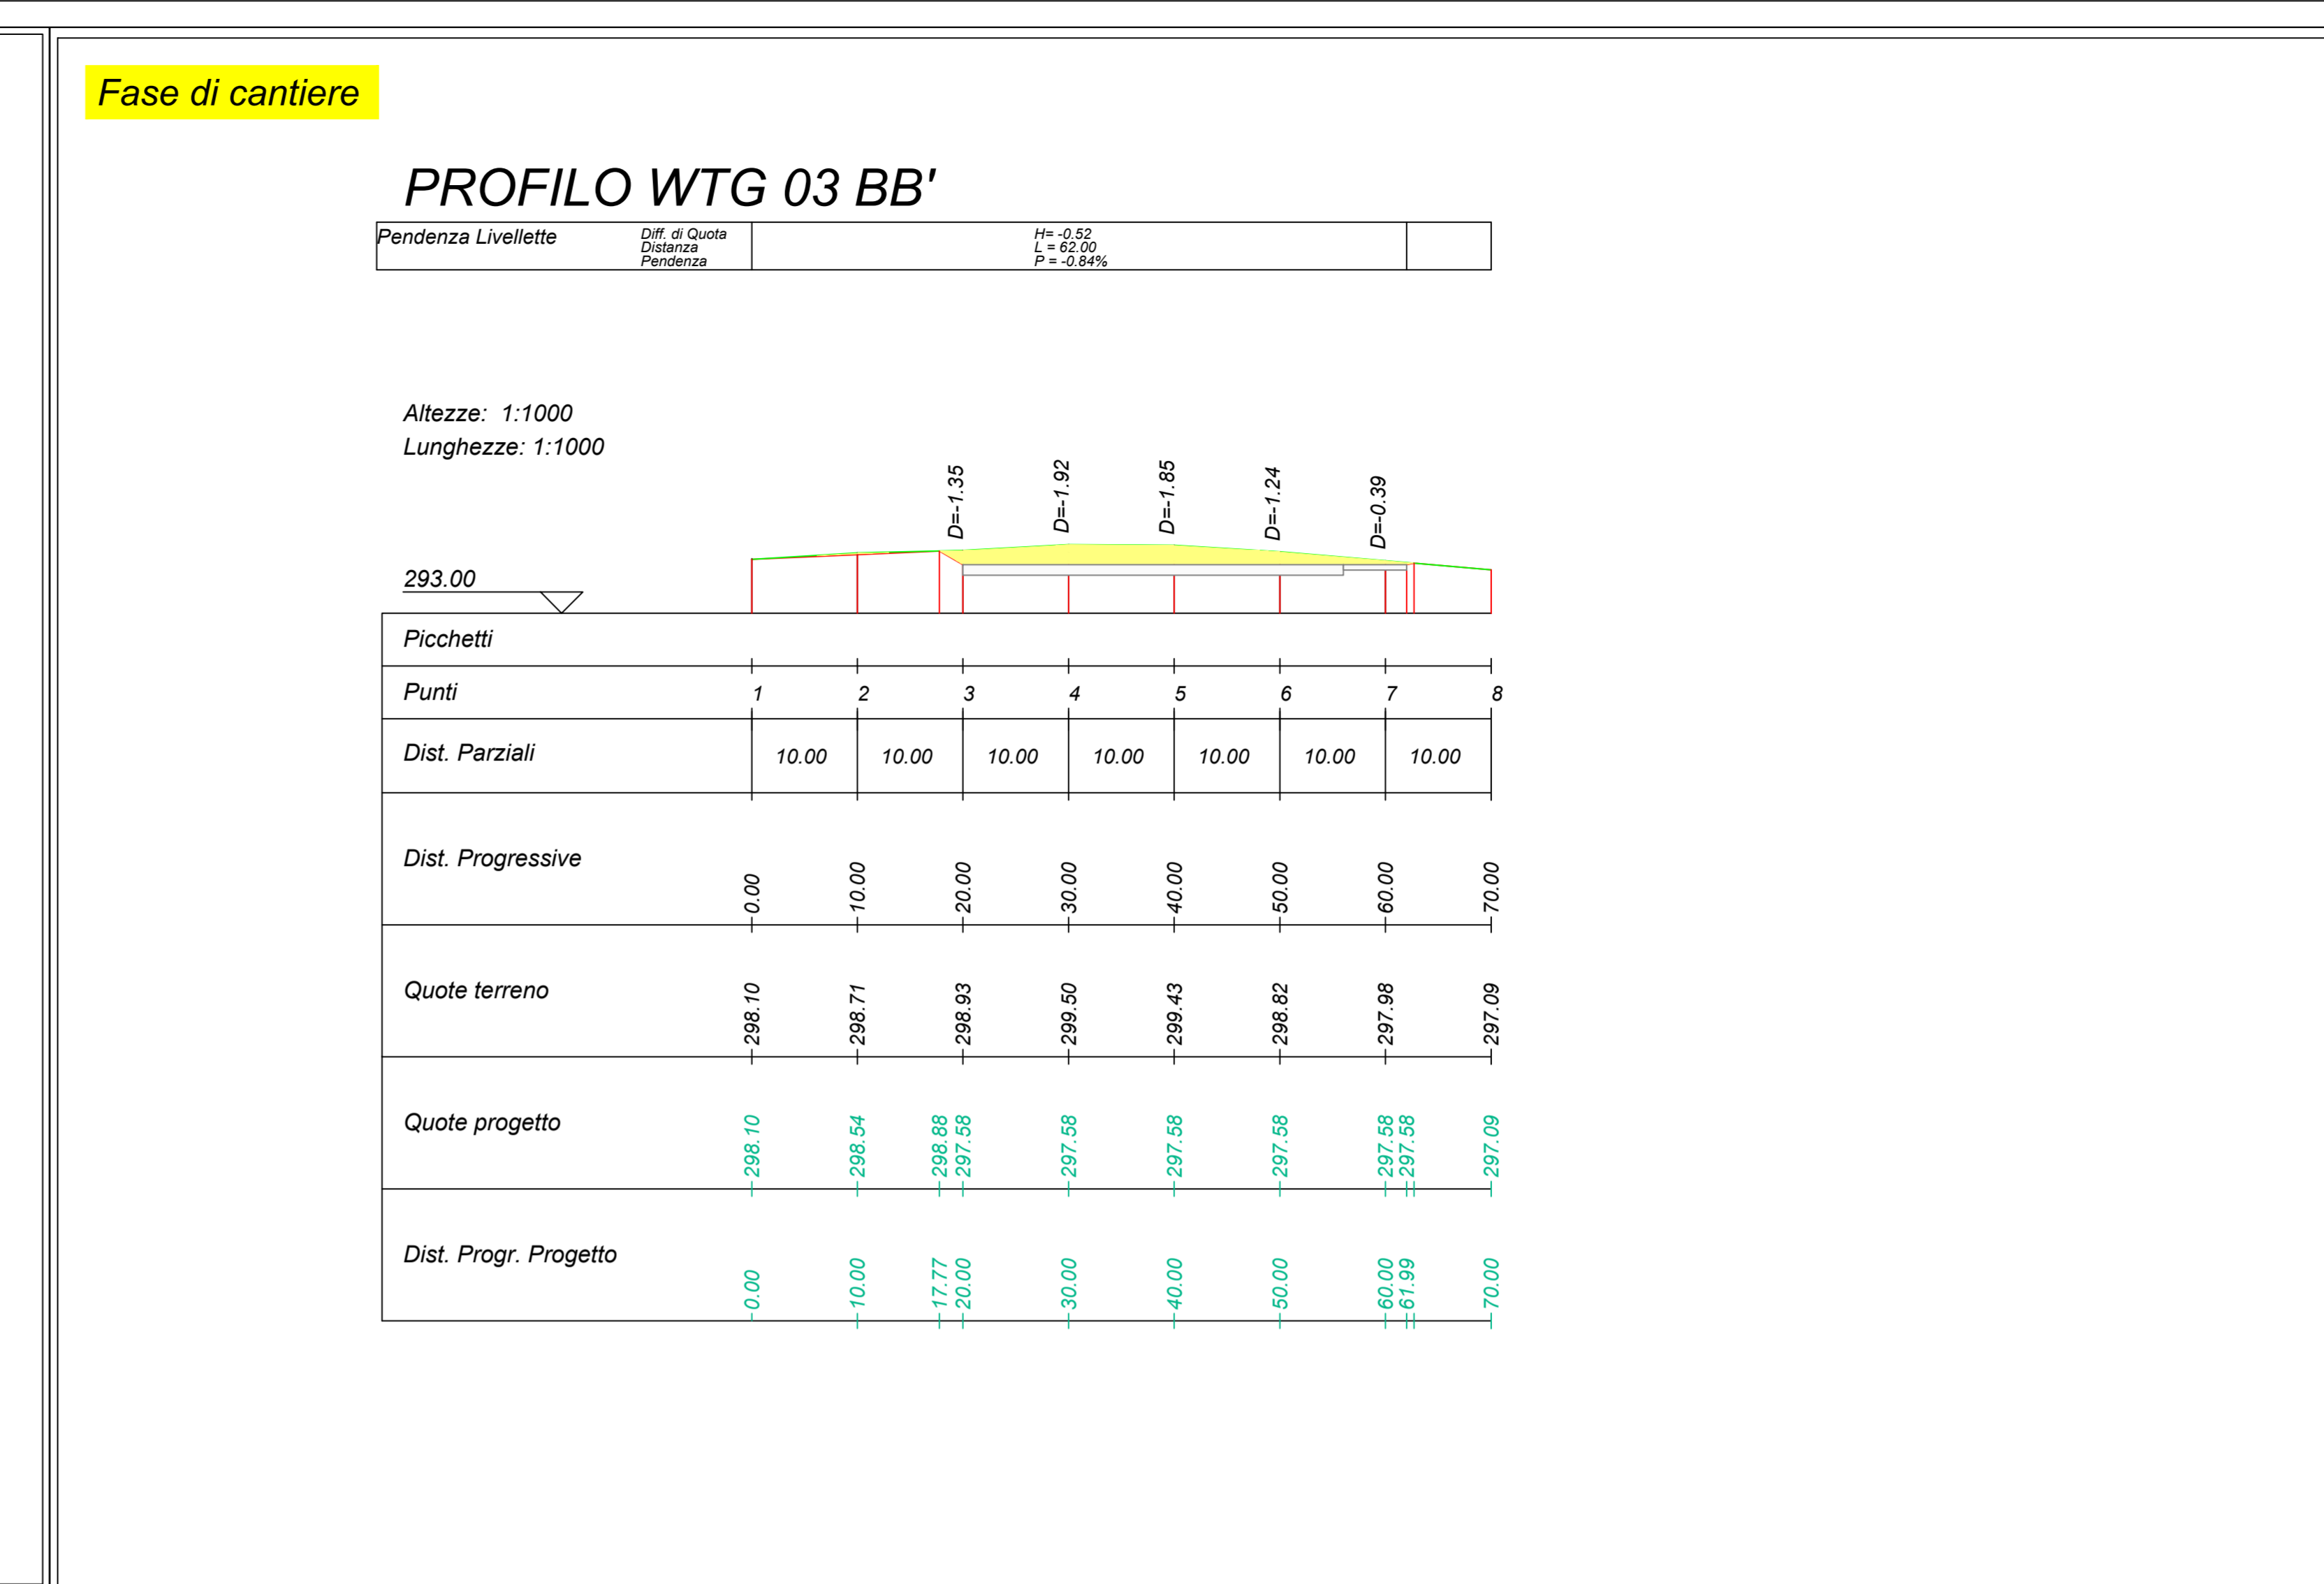 Fase di cantiere
PROFILO WTG 03 BB'
Pendenza Livellette
Diff. di Quota
Distanza
Pendenza
H= -0.52
L = 62.00
P = -0.84%
Altezze: 1:1000
Lunghezze: 1:1000
D=-1.35 D=-1.92 D=-1.85 D=-1.24 D=-0.39
293.00
Picchetti
Punti 1 2 3 4 5 6 7 8
Dist. Parziali 10.00 10.00 10.00 10.00 10.00 10.00 10.00
Dist. Progressive 0.00 10.00 20.00 30.00 40.00 50.00 60.00 70.00
Quote terreno 298.10 298.71 298.93 299.50 299.43 298.82 297.98 297.09
Quote progetto 298.10 298.54 298.88 297.58 297.58 297.58 297.58 297.58 297.58 297.09
Dist. Progr. Progetto 0.00 10.00 17.77 20.00 30.00 40.00 50.00 60.00 61.99 70.00